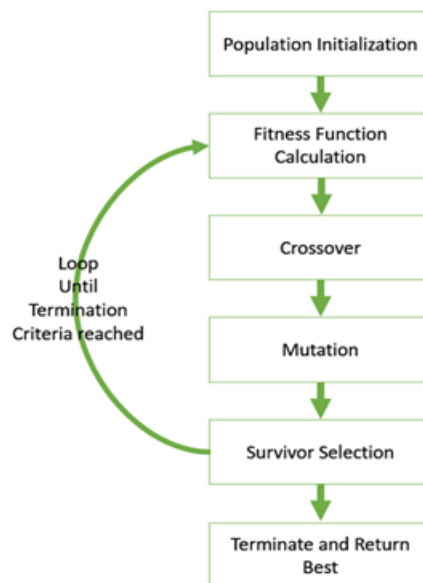 Population Initialization
Fitness Function
Calculation
Crossover
Loop
Until
Termination
Criteria reached
Mutation
Survivor Selection
Terminate and Return
Best